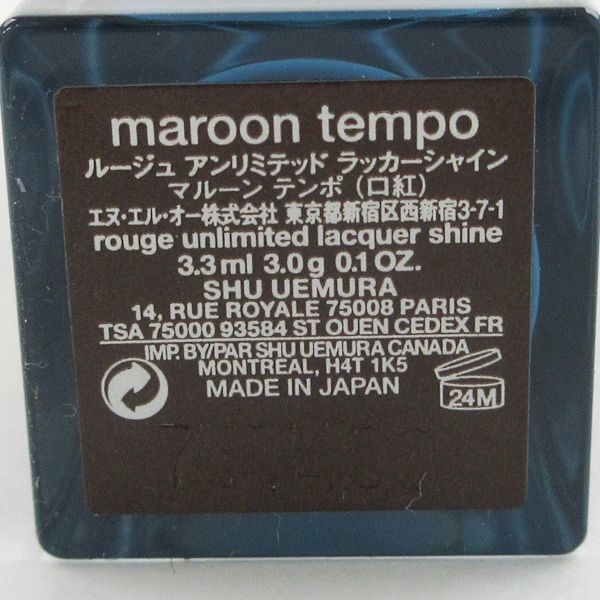 maroon tempo
ルージュ アンリミテッド ラッカーシャイン
マルーン テンポ (口紅)
エヌ・エル・オー株式会社 東京都新宿区西新宿3-7-1
rouge unlimited lacquer shine
3.3 ml 3.0 g 0.1 OZ.
SHU UEMURA
14, RUE ROYALE 75008 PARIS
TSA 75000 93584 ST OUEN CEDEX FR
IMP. BY/PAR SHU UEMURA CANADA
MONTREAL, H4T 1K5
MADE IN JAPAN
24M